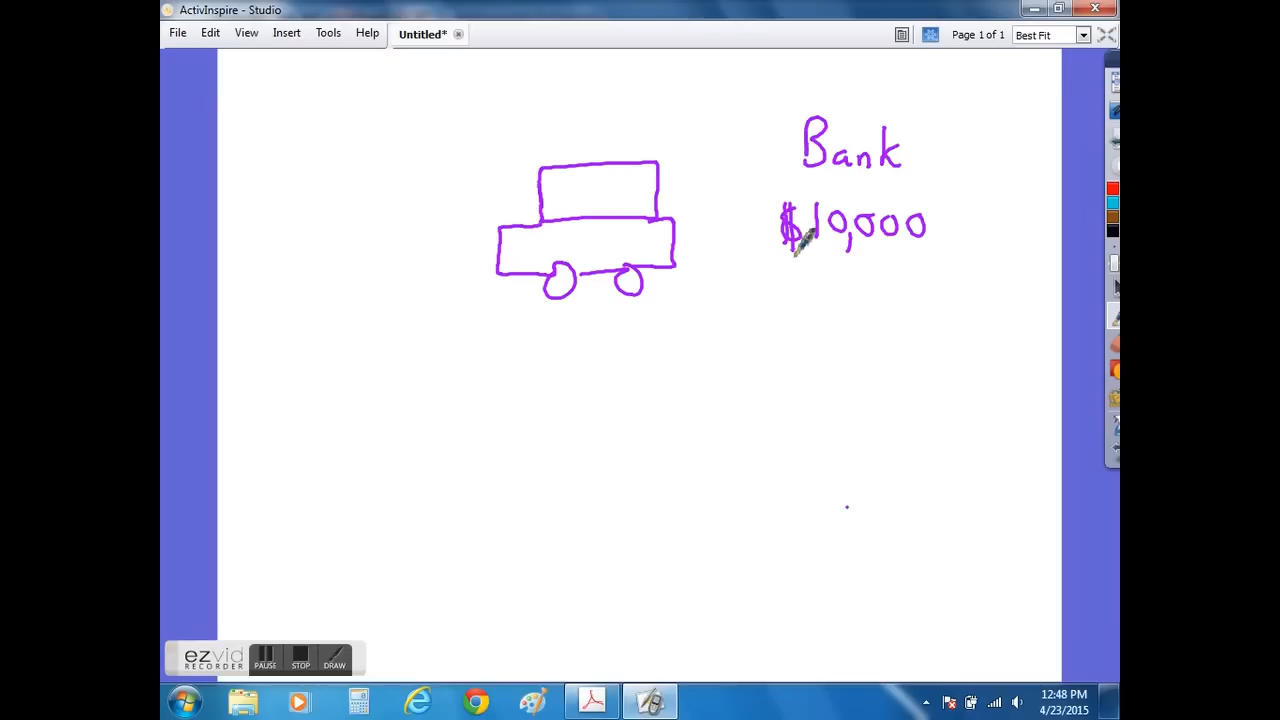 ActivInspire - Studio
File Edit View Insert Tools Help Untitled* Page 1 of 1 Best Fit
Bank
$10,000
ezvid
RECORDER
PAUSE STOP DRAW
12:48 PM
4/23/2015